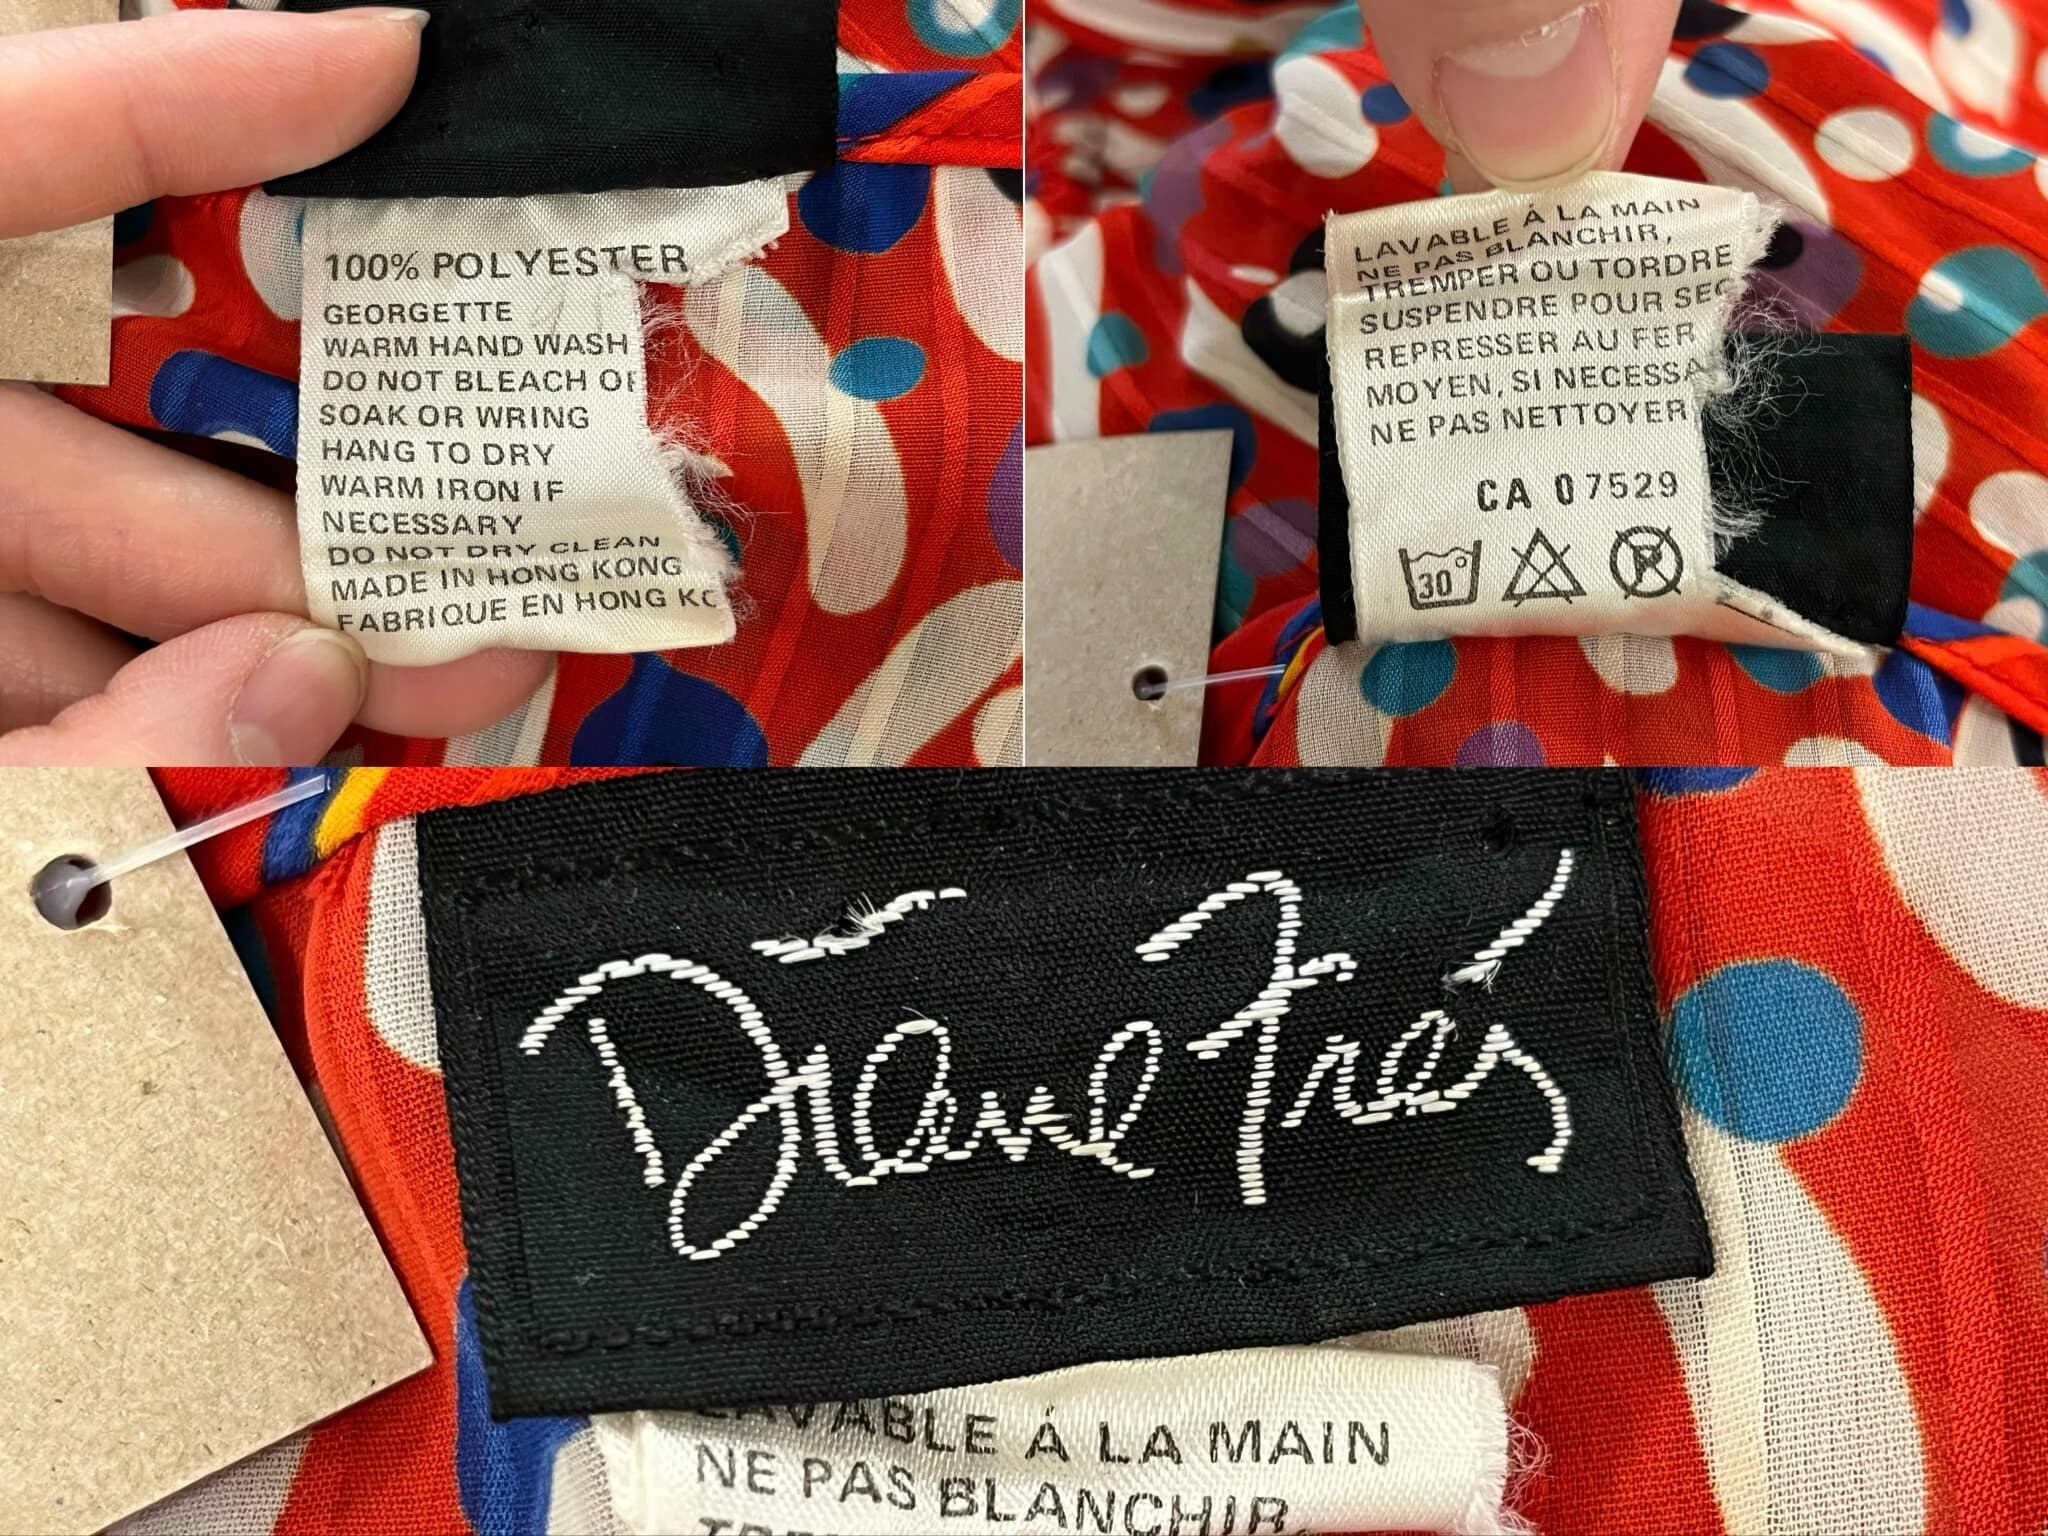 100% POLYESTER
GEORGETTE
WARM HAND WASH
DO NOT BLEACH OR
SOAK OR WRING
HANG TO DRY
WARM IRON IF
NECESSARY
DO NOT DRY CLEAN
MADE IN HONG KONG
FABRIQUE EN HONG KO
LAVABLE À LA MAIN
NE PAS BLANCHIR,
TREMPER OU TORDRE
SUSPENDRE POUR SEC
REPRESSER AU FER
MOYEN, SI NECESSA
NE PAS NETTOYER
CA 07529
30° P
Diane Frés
LAVABLE À LA MAIN
NE PAS BLANCHIR,